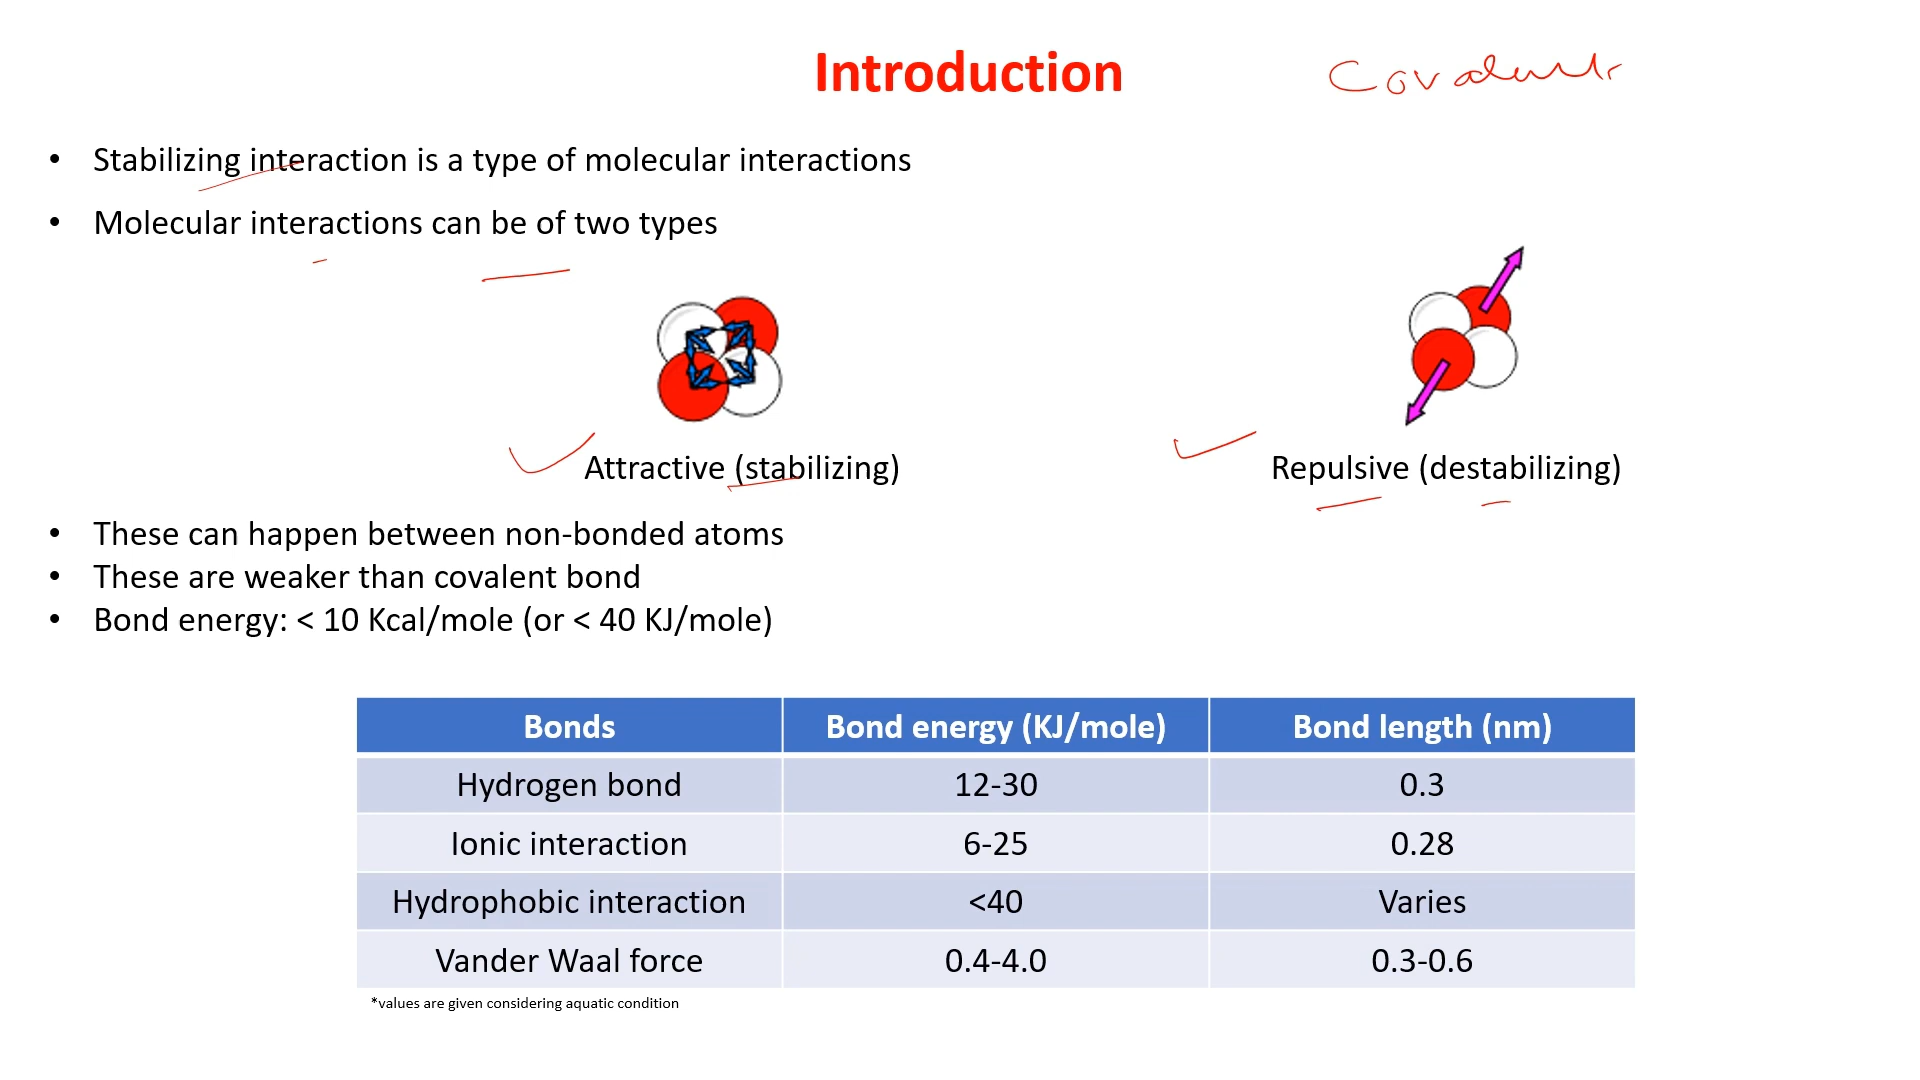 Introduction
Covalent
• Stabilizing interaction is a type of molecular interactions
• Molecular interactions can be of two types
Attractive (stabilizing)
Repulsive (destabilizing)
• These can happen between non-bonded atoms
• These are weaker than covalent bond
• Bond energy: < 10 Kcal/mole (or < 40 KJ/mole)
Bonds Bond energy (KJ/mole) Bond length (nm)
Hydrogen bond 12-30 0.3
Ionic interaction 6-25 0.28
Hydrophobic interaction <40 Varies
Vander Waal force 0.4-4.0 0.3-0.6
*values are given considering aquatic condition